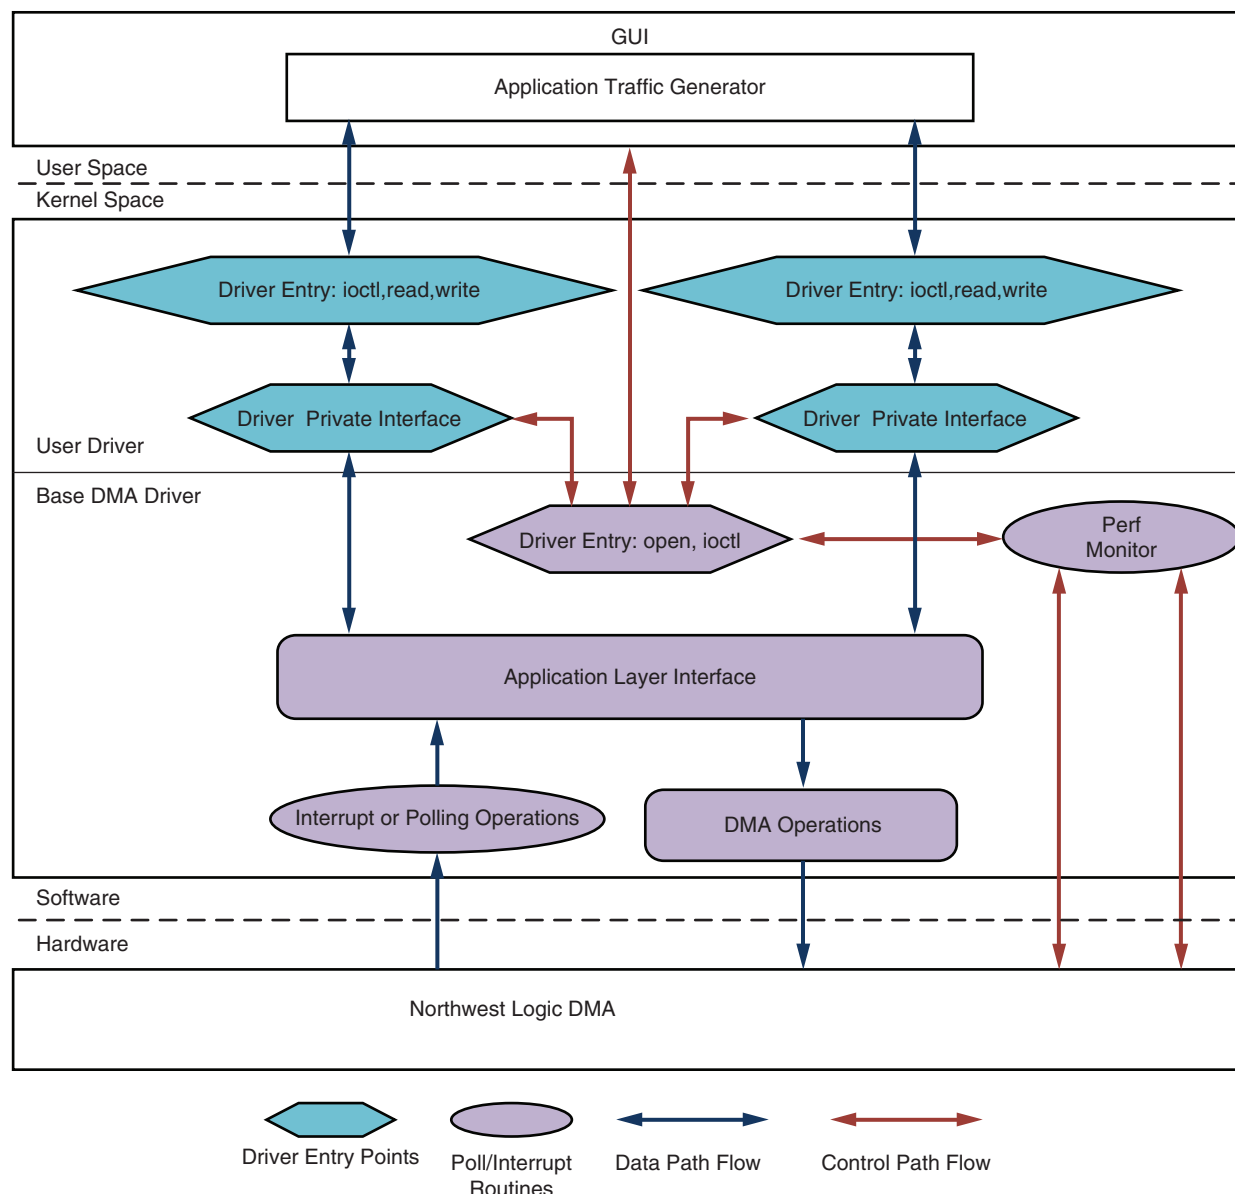 GUI
Application Traffic Generator
User Space
Kernel Space
Driver Entry: ioctl,read,write
Driver Entry: ioctl,read,write
Driver Private Interface
Driver Private Interface
User Driver
Base DMA Driver
Driver Entry: open, ioctl
Perf
Monitor
Application Layer Interface
Interrupt or Polling Operations
DMA Operations
Software
Hardware
Northwest Logic DMA
Driver Entry Points
Poll/Interrupt
Routines
Data Path Flow
Control Path Flow